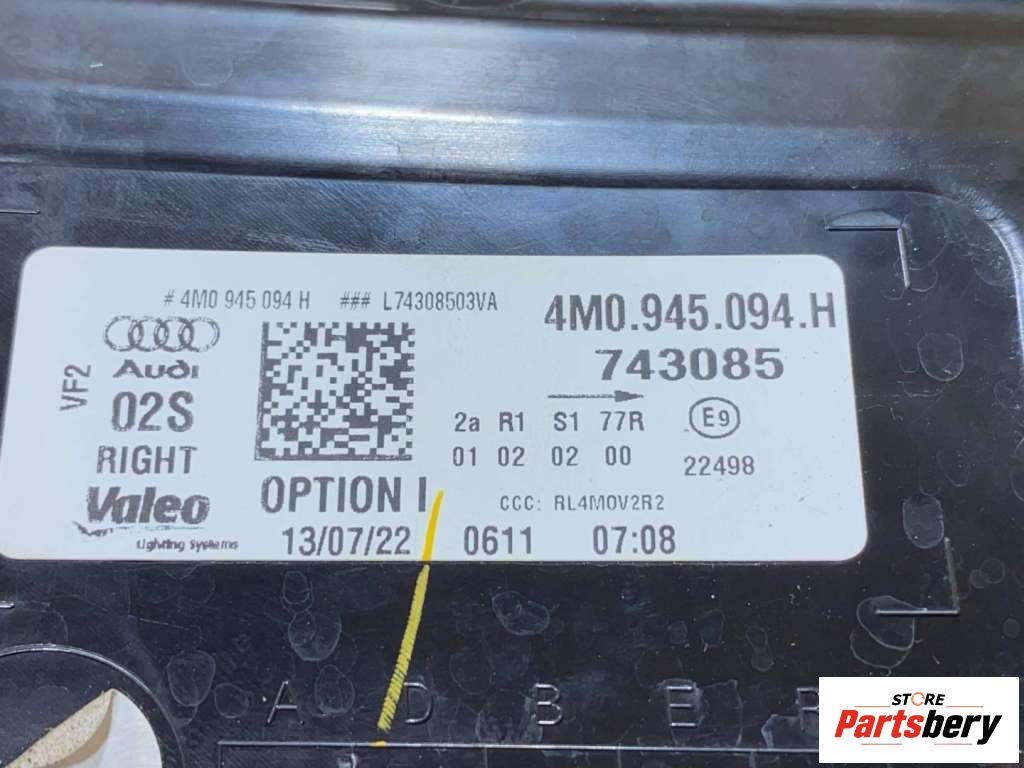 # 4M0 945 094 H ### L74308503VA
4M0.945.094.H
743085
VF2
Audi
02S
RIGHT
Valeo
Lighting Systems
OPTION I
2a R1 S1 77R
01 02 02 00
E9
22498
CCC: RL4M0V2R2
13/07/22 0611 07:08
A D B E
STORE
Partsbery